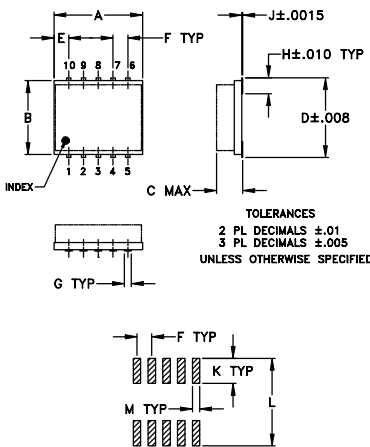 A
J±.0015
E
F TYP
H±.010 TYP
10 9 8 7 6
B
D±.008
1 2 3 4 5
INDEX
C MAX
TOLERANCES
2 PL DECIMALS ±.01
3 PL DECIMALS ±.005
UNLESS OTHERWISE SPECIFIED
G TYP
F TYP
K TYP
L
M TYP